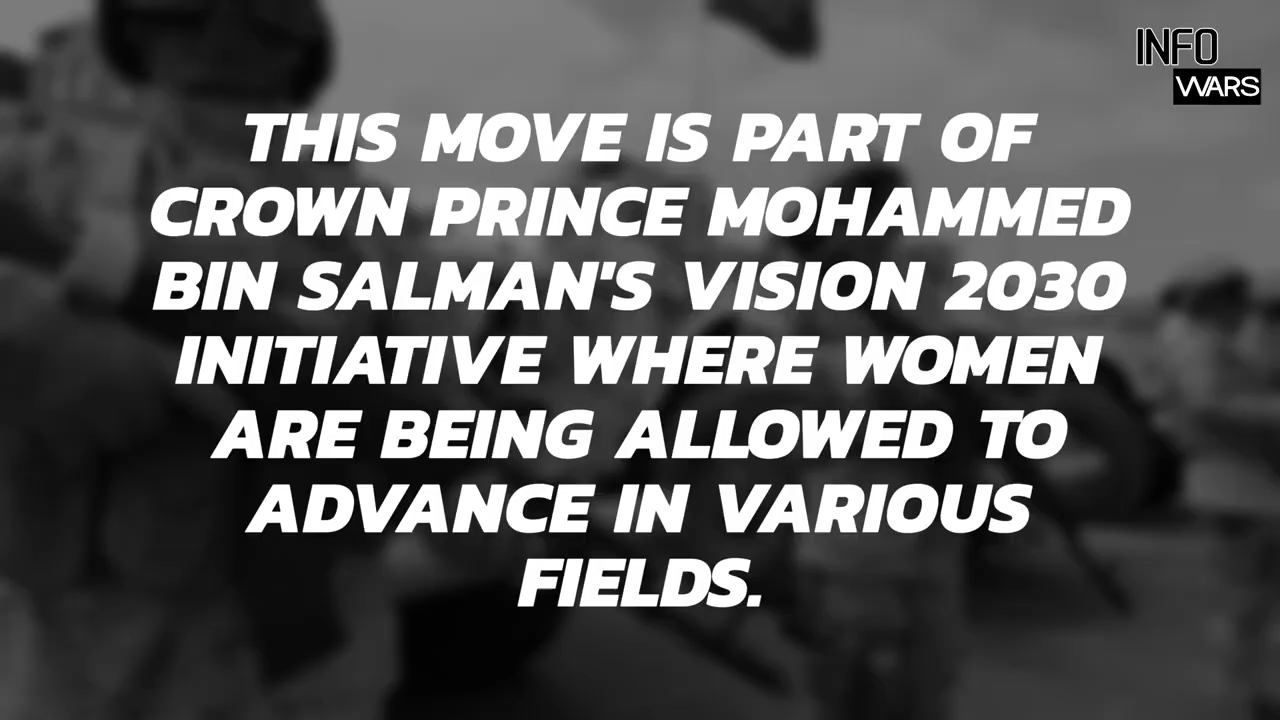 INFO
WARS
THIS MOVE IS PART OF
CROWN PRINCE MOHAMMED
BIN SALMAN'S VISION 2030
INITIATIVE WHERE WOMEN
ARE BEING ALLOWED TO
ADVANCE IN VARIOUS
FIELDS.